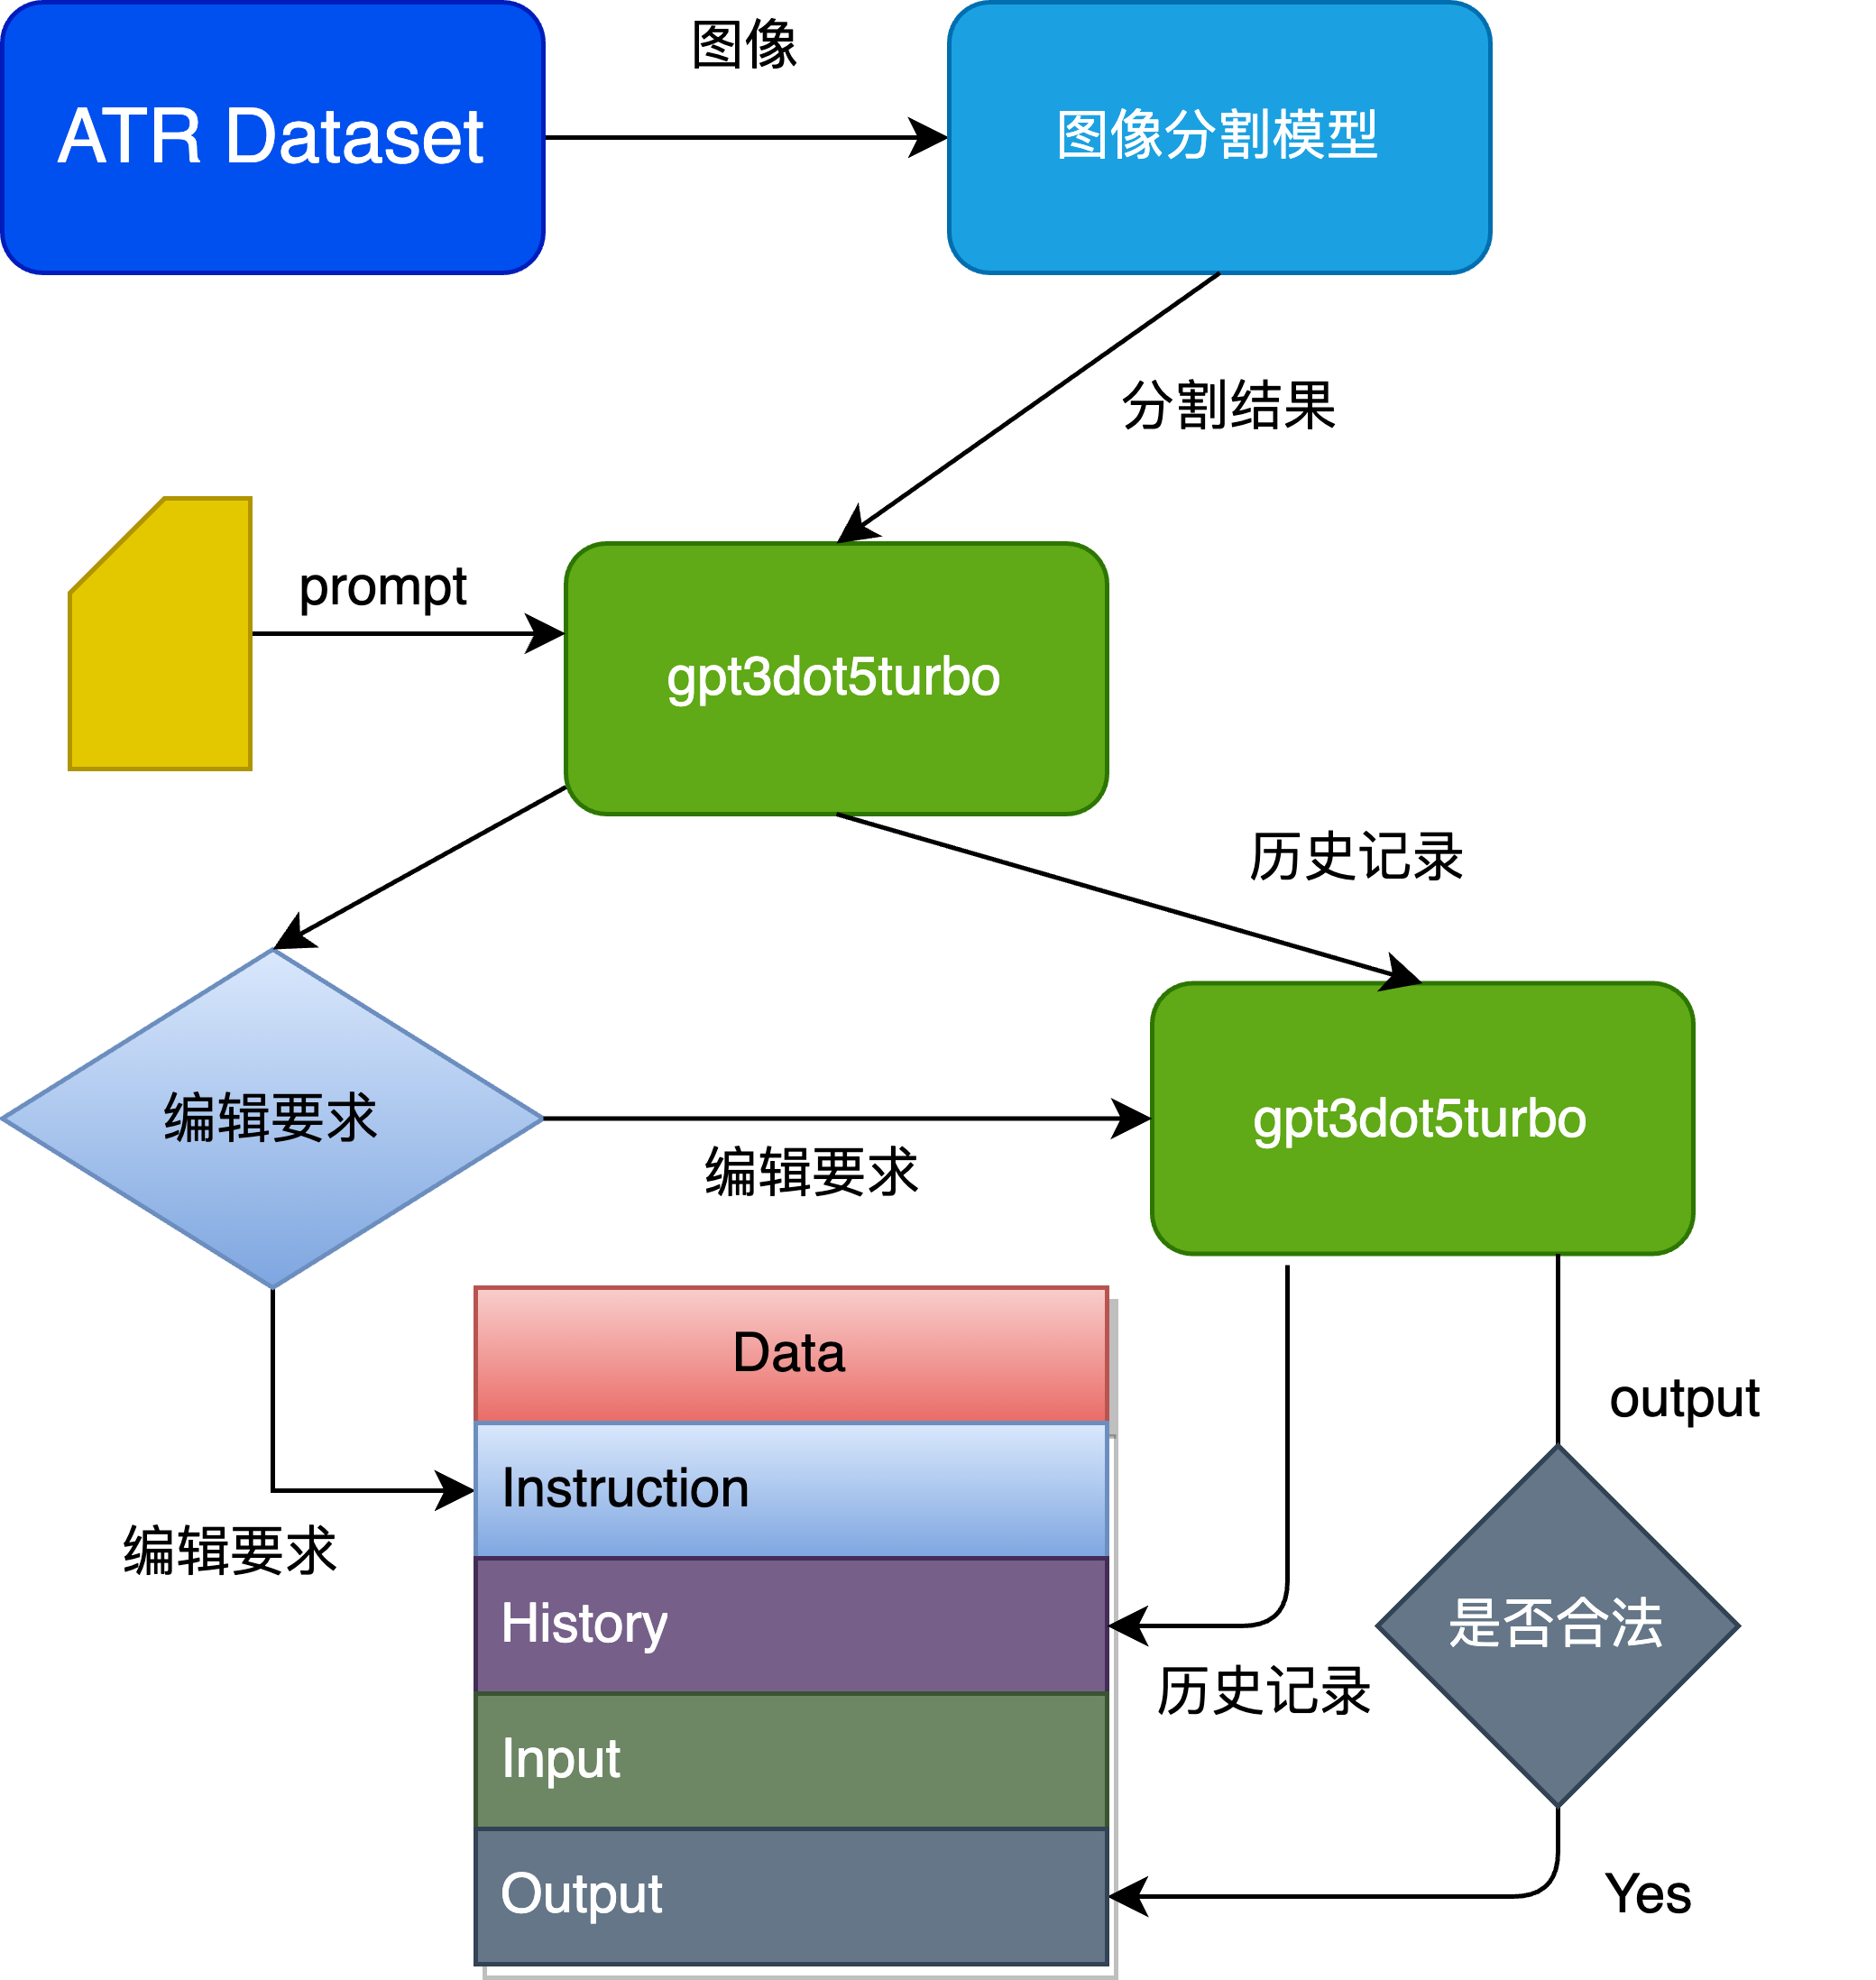 图像
ATR Dataset
图像分割模型
分割结果
prompt
gpt3dot5turbo
历史记录
编辑要求
gpt3dot5turbo
编辑要求
Data
output
Instruction
编辑要求
History
是否合法
历史记录
Input
Output
Yes